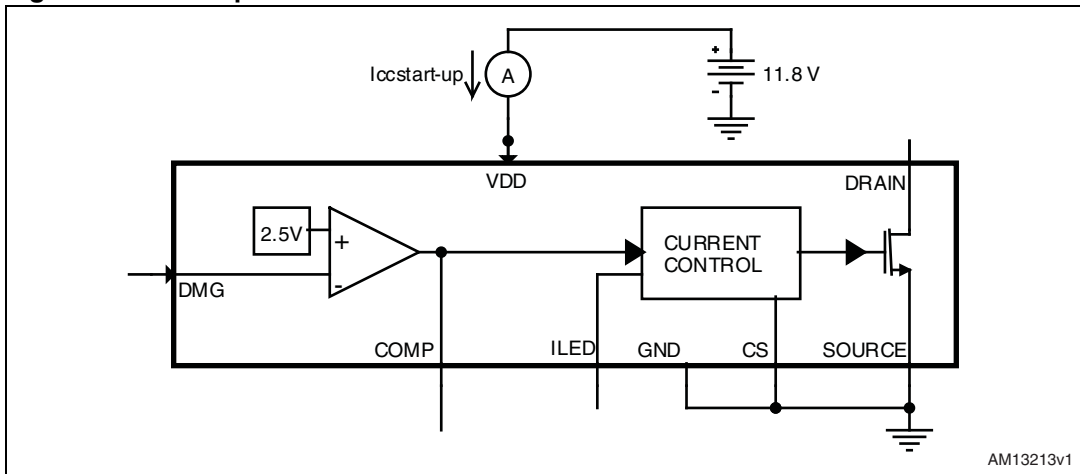 Iccstart-up
A
+
-
11.8 V
VDD
DRAIN
2.5V
+
-
CURRENT
CONTROL
DMG
COMP
ILED
GND
CS
SOURCE
AM13213v1